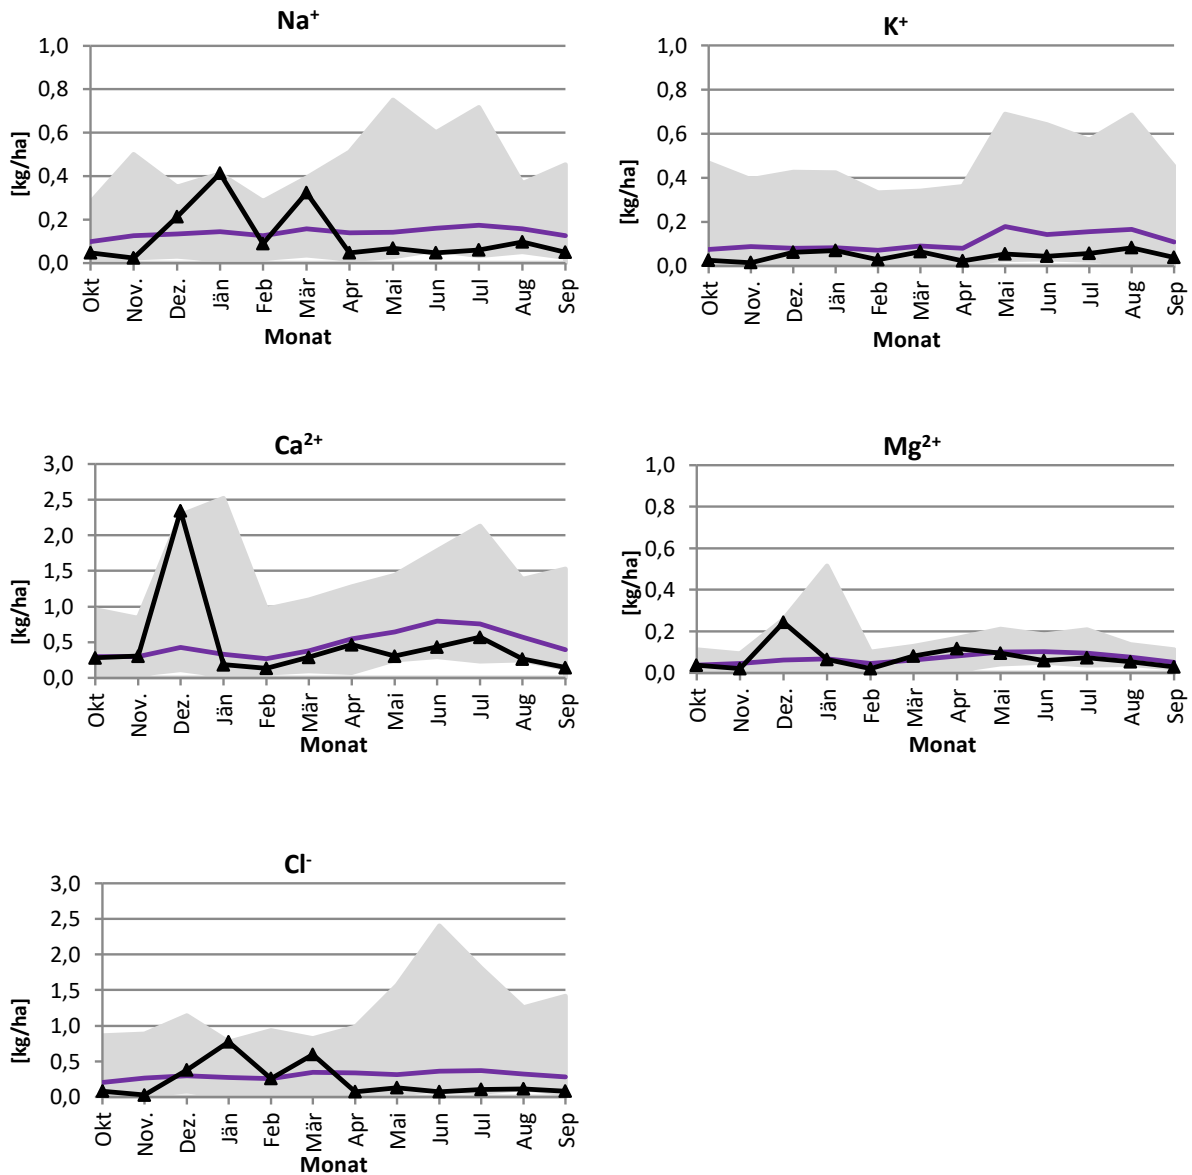 Na⁺
1,0
0,8
0,6
0,4
0,2
0,0
[kg/ha]
Okt
Nov.
Dez.
Jän
Feb
Mär
Apr
Mai
Jun
Jul
Aug
Sep
Monat
K⁺
1,0
0,8
0,6
0,4
0,2
0,0
[kg/ha]
Okt
Nov.
Dez.
Jän
Feb
Mär
Apr
Mai
Jun
Jul
Aug
Sep
Monat
Ca²⁺
3,0
2,5
2,0
1,5
1,0
0,5
0,0
[kg/ha]
Okt
Nov.
Dez.
Jän
Feb
Mär
Apr
Mai
Jun
Jul
Aug
Sep
Monat
Mg²⁺
1,0
0,8
0,6
0,4
0,2
0,0
[kg/ha]
Okt
Nov.
Dez.
Jän
Feb
Mär
Apr
Mai
Jun
Jul
Aug
Sep
Monat
Cl⁻
3,0
2,5
2,0
1,5
1,0
0,5
0,0
[kg/ha]
Okt
Nov.
Dez.
Jän
Feb
Mär
Apr
Mai
Jun
Jul
Aug
Sep
Monat